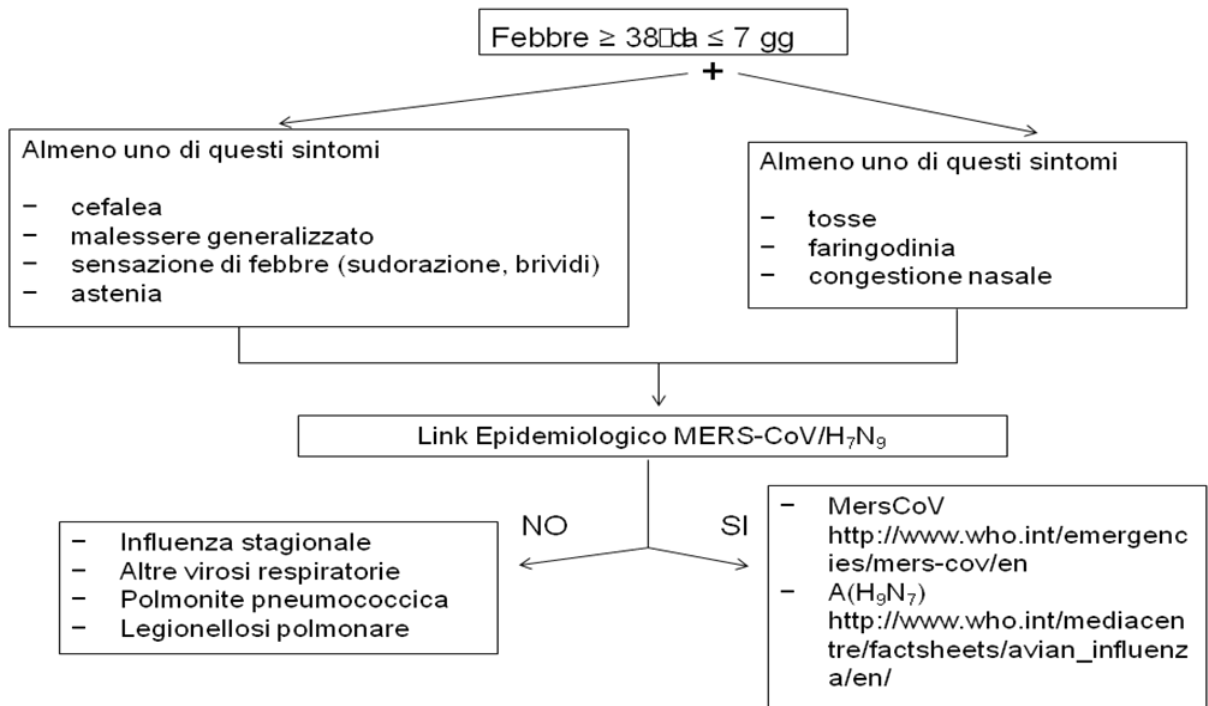 Febbre ≥ 38□da ≤ 7 gg
+
Almeno uno di questi sintomi
− cefalea
− malessere generalizzato
− sensazione di febbre (sudorazione, brividi)
− astenia
Almeno uno di questi sintomi
− tosse
− faringodinia
− congestione nasale
Link Epidemiologico MERS-CoV/H₇N₉
NO
SI
− Influenza stagionale
− Altre virosi respiratorie
− Polmonite pneumococcica
− Legionellosi polmonare
− MersCoV
http://www.who.int/emergenc
ies/mers-cov/en
− A(H₉N₇)
http://www.who.int/mediacen
tre/factsheets/avian_influenz
a/en/